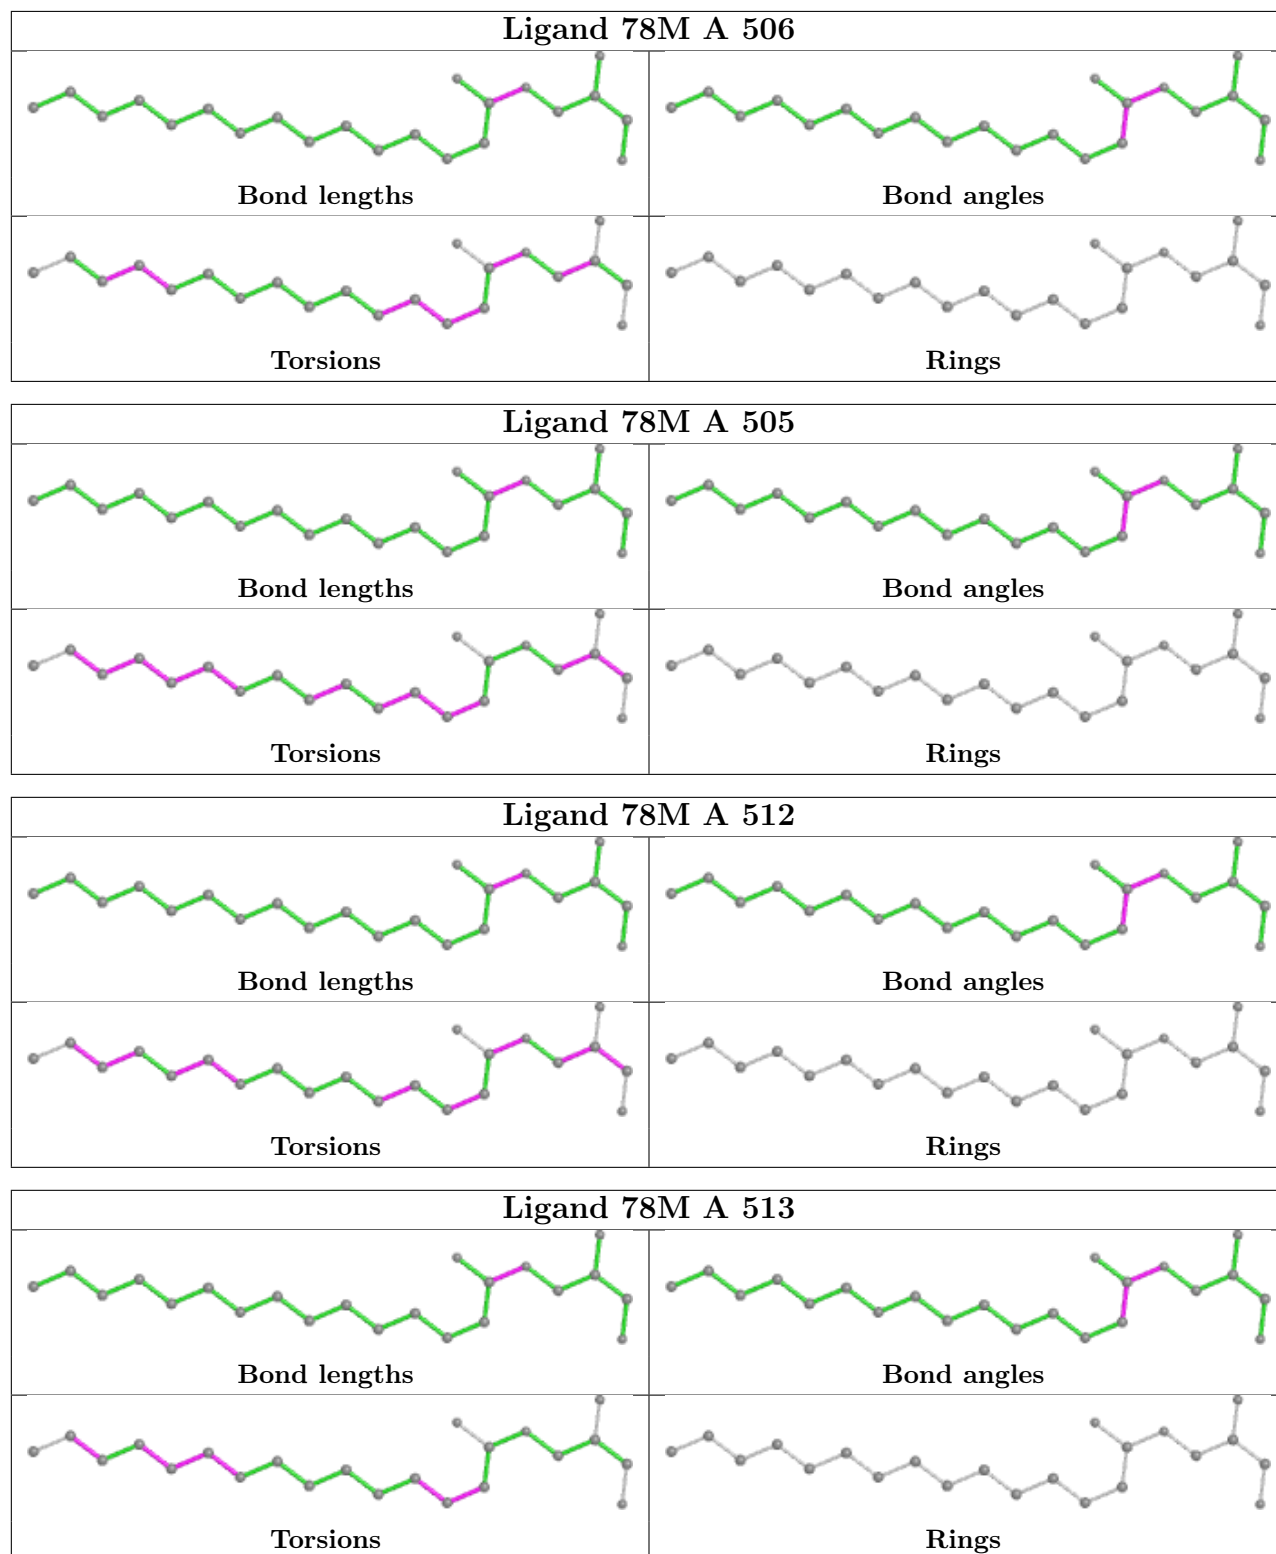 Ligand 78M A 506
Bond lengths
Bond angles
Torsions
Rings
Ligand 78M A 505
Bond lengths
Bond angles
Torsions
Rings
Ligand 78M A 512
Bond lengths
Bond angles
Torsions
Rings
Ligand 78M A 513
Bond lengths
Bond angles
Torsions
Rings